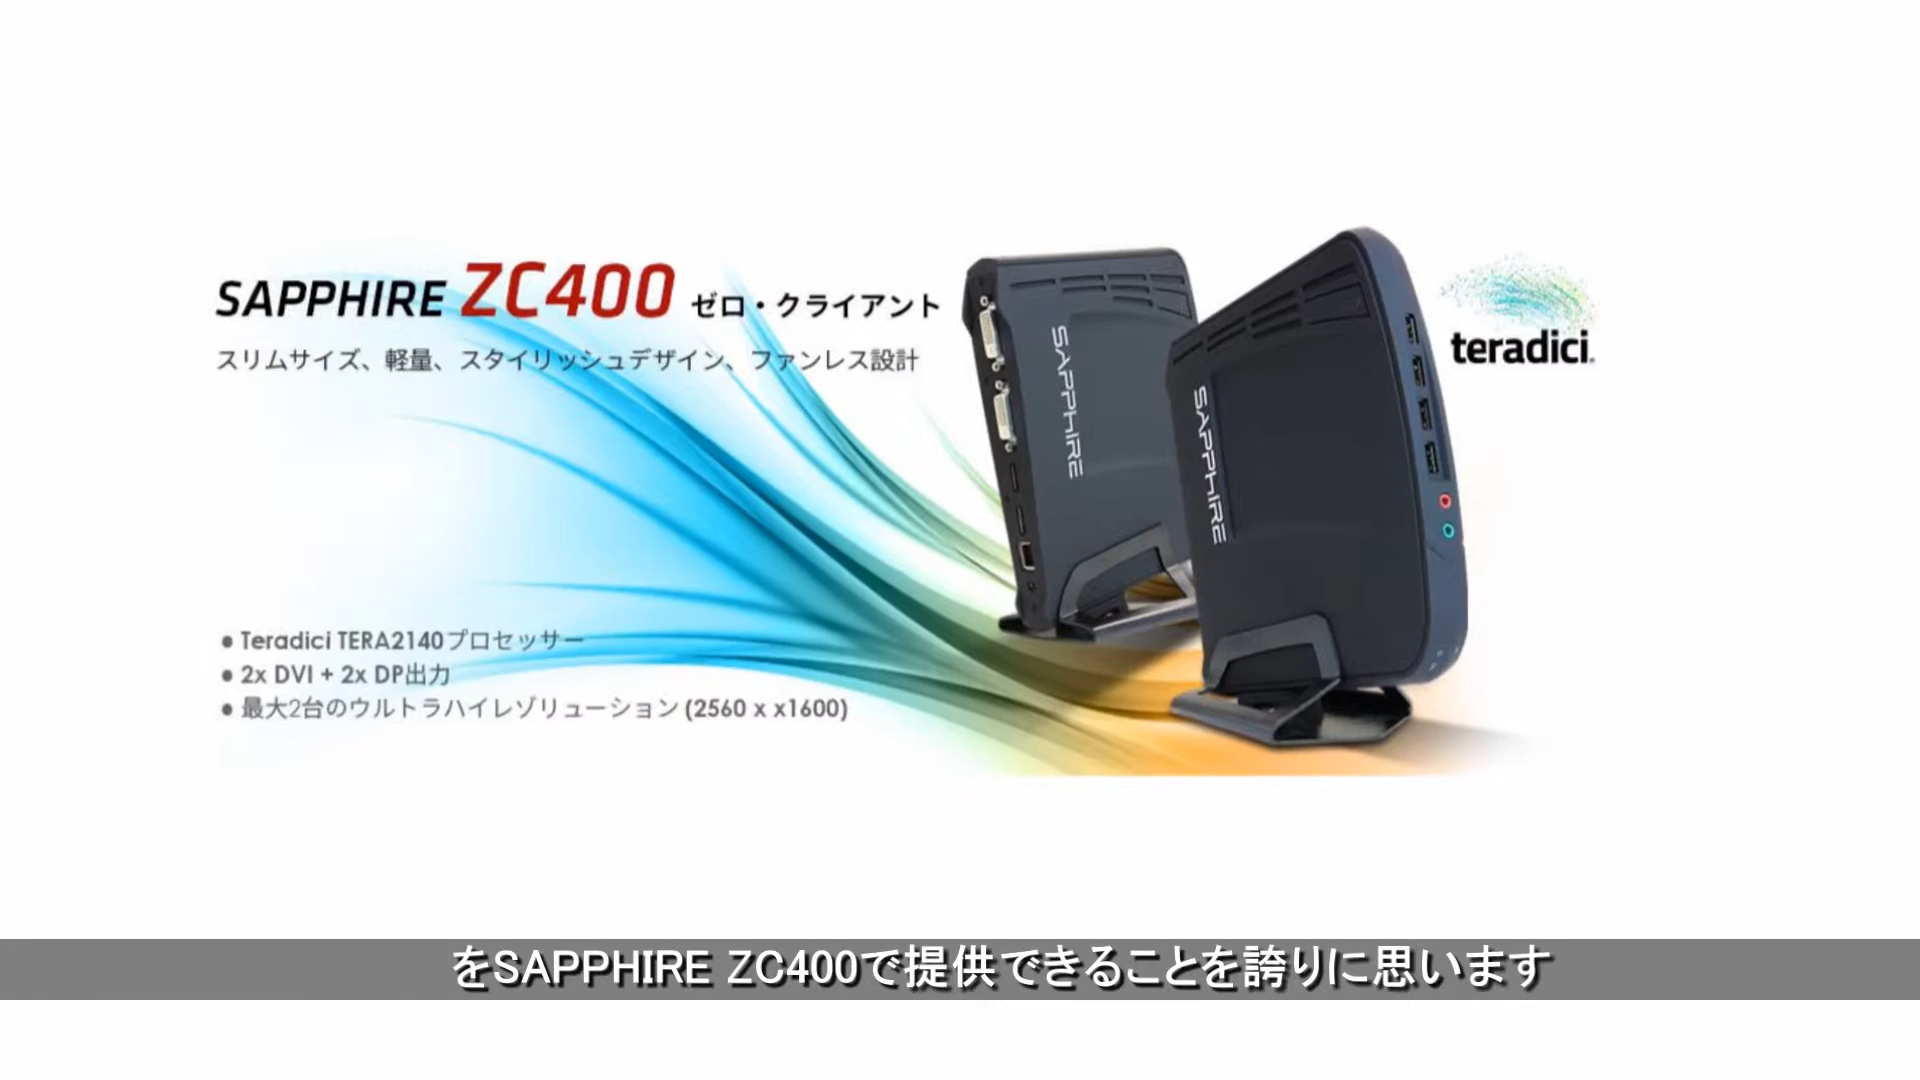 SAPPHIRE ZC400 ゼロ・クライアント
スリムサイズ、軽量、スタイリッシュデザイン、ファンレス設計
SAPPHIRE
SAPPHIRE
teradici
● Teradici TERA2140プロセッサー
● 2x DVI + 2x DP出力
● 最大2台のウルトラハイレゾリューション (2560 x x1600)
をSAPPHIRE ZC400で提供できることを誇りに思います